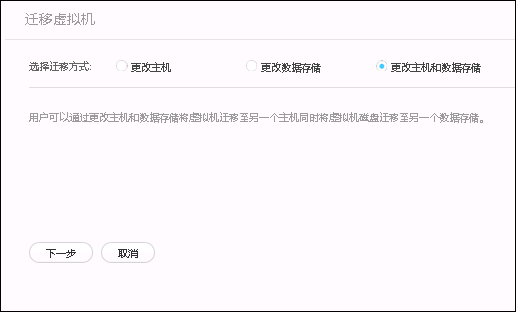 迁移虚拟机
选择迁移方式: 更改主机 更改数据存储 更改主机和数据存储
用户可以通过更改主机和数据存储将虚拟机迁移至另一个主机同时将虚拟机磁盘迁移至另一个数据存储。
下一步 取消